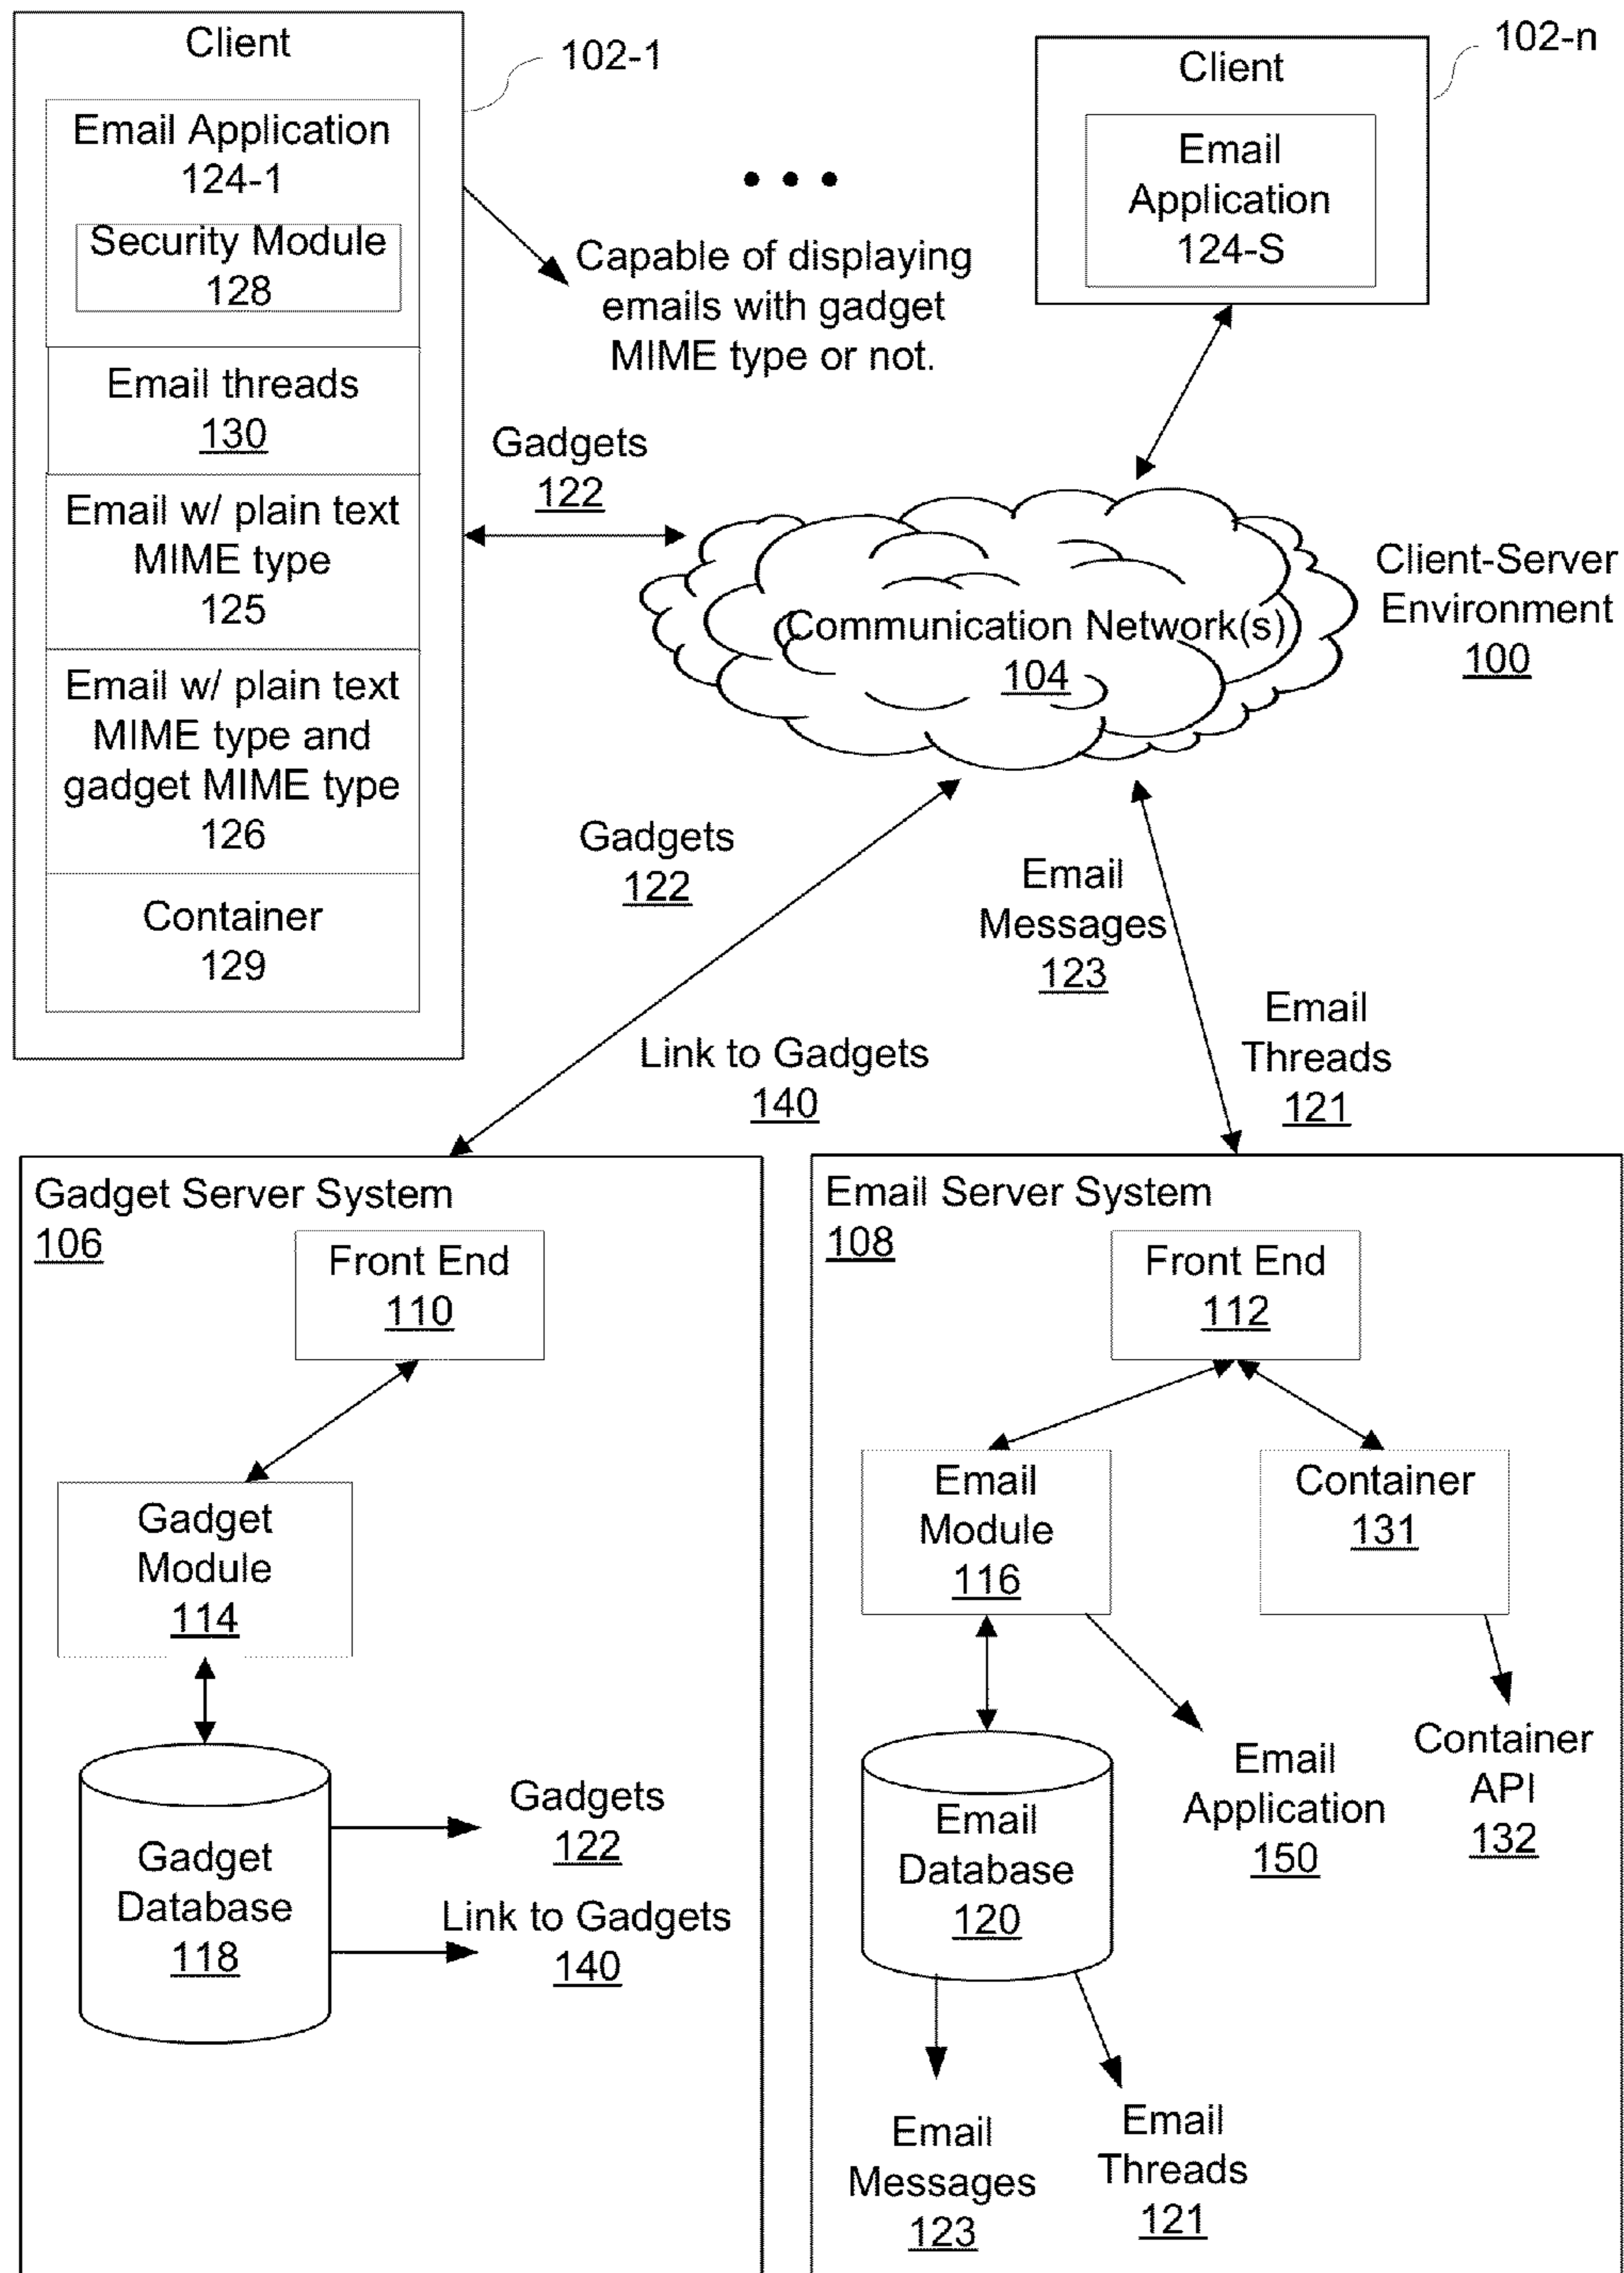 Client
102-1
Email Application
124-1
Security Module
128
Email threads
130
Email w/ plain text
MIME type
125
Email w/ plain text
MIME type and
gadget MIME type
126
Container
129
Capable of displaying
emails with gadget
MIME type or not.
Client
102-n
Email
Application
124-S
Gadgets
122
Communication Network(s)
104
Client-Server
Environment
100
Gadgets
122
Link to Gadgets
140
Email
Messages
123
Email
Threads
121
Gadget Server System
106
Front End
110
Gadget
Module
114
Gadget
Database
118
Gadgets
122
Link to Gadgets
140
Email Server System
108
Front End
112
Email
Module
116
Container
131
Email
Database
120
Email
Application
150
Container
API
132
Email
Messages
123
Email
Threads
121